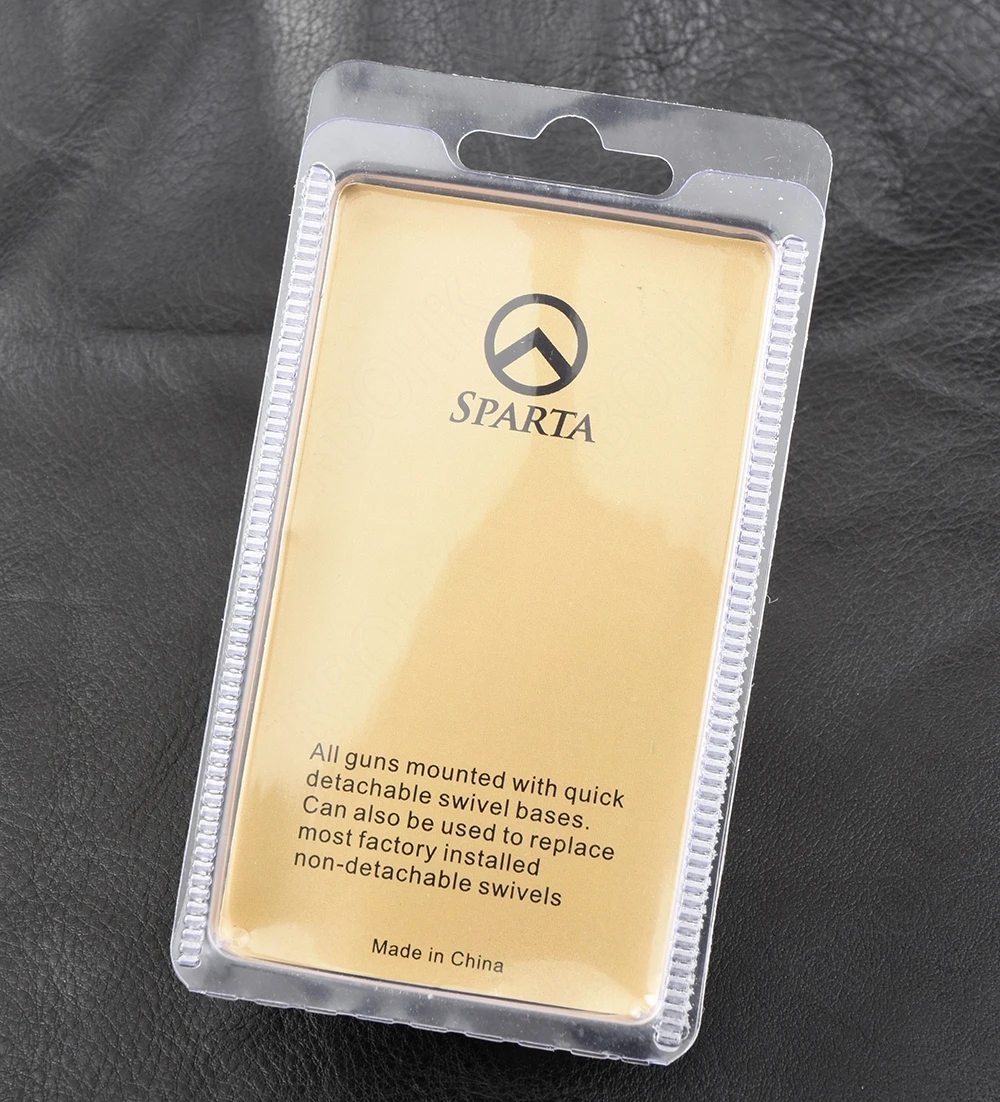 SPARTA
All guns mounted with quick
detachable swivel bases.
Can also be used to replace
most factory installed
non-detachable swivels
Made in China